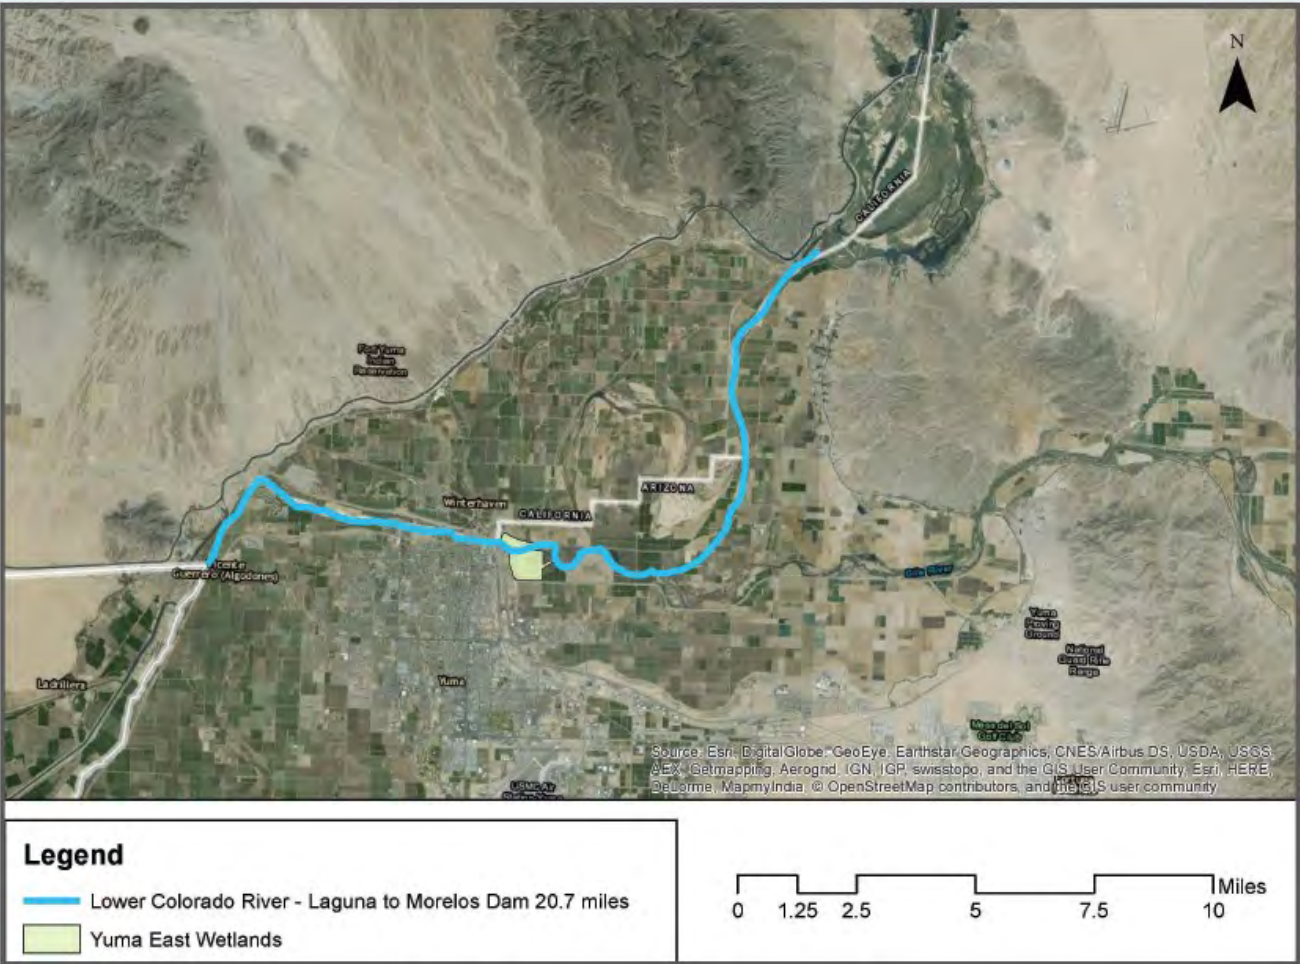 N
CALIFORNIA
Fort Yuma
Indian
Reservation
ARIZONA
Winterhaven
CALIFORNIA
Vicente
Guerrero (Algodones)
Gila River
Yuma
Proving
Ground
National
Guard Rifle
Range
Ladrillera
Yuma
Mesa del Sol
Golf Club
Source: Esri, DigitalGlobe, GeoEye, Earthstar Geographics, CNES/Airbus DS, USDA, USGS,
AEX, Getmapping, Aerogrid, IGN, IGP, swisstopo, and the GIS User Community, Esri, HERE,
DeLorme, MapmyIndia, © OpenStreetMap contributors, and the GIS user community
USMC Air
Legend
Lower Colorado River - Laguna to Morelos Dam 20.7 miles
Yuma East Wetlands
Miles
0 1.25 2.5 5 7.5 10